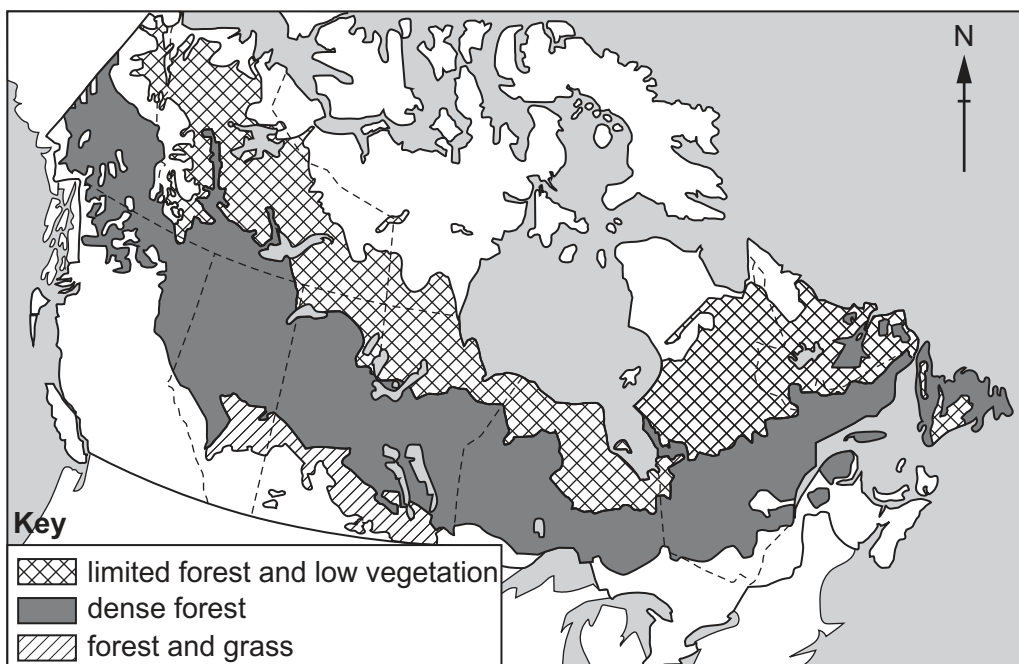 N
Key
limited forest and low vegetation
dense forest
forest and grass